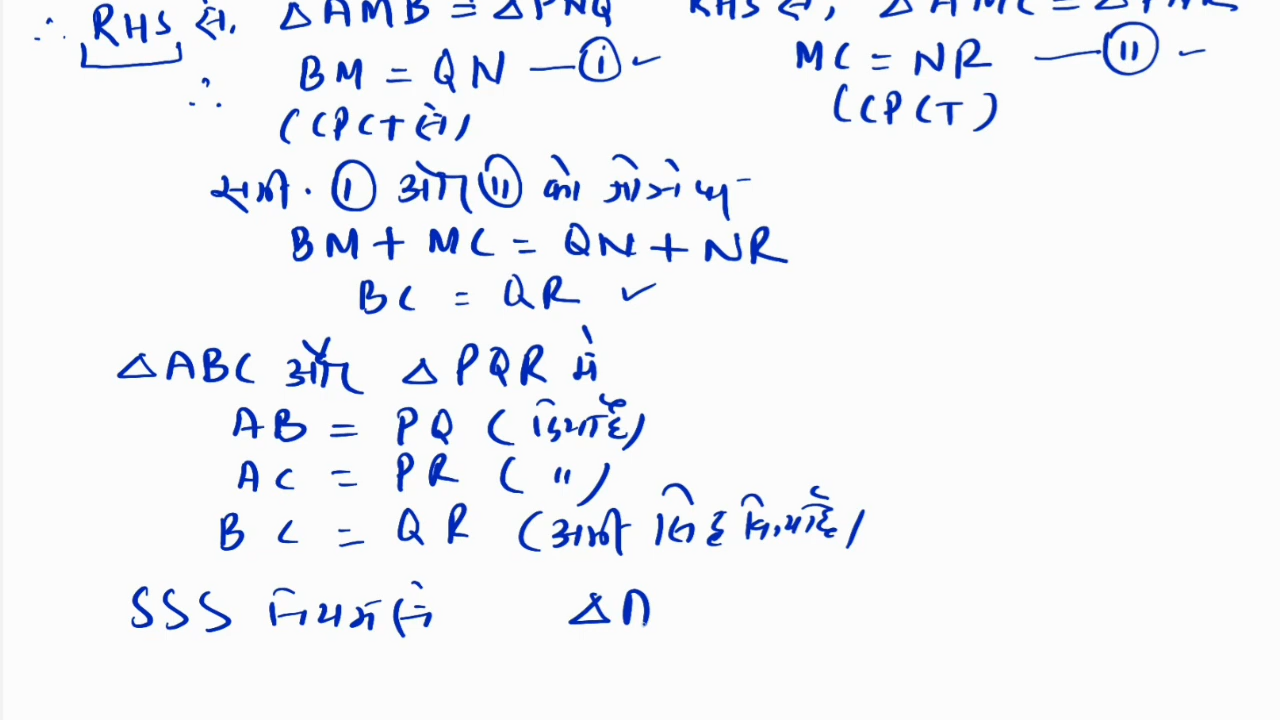 ∴ RHS से, △AMB ≅ △PNQ RHS से, △AMC ≅ △PNR
∴ BM = QN —(i) ✓ MC = NR —(ii) ✓
(CPCT से) (CPCT)
समी. (i) और (ii) को जोड़ने पर
BM + MC = QN + NR
BC = QR ✓
△ABC और △PQR में
AB = PQ (दिया है)
AC = PR ( " )
BC = QR (अभी सिद्ध किया है)
SSS नियम से △